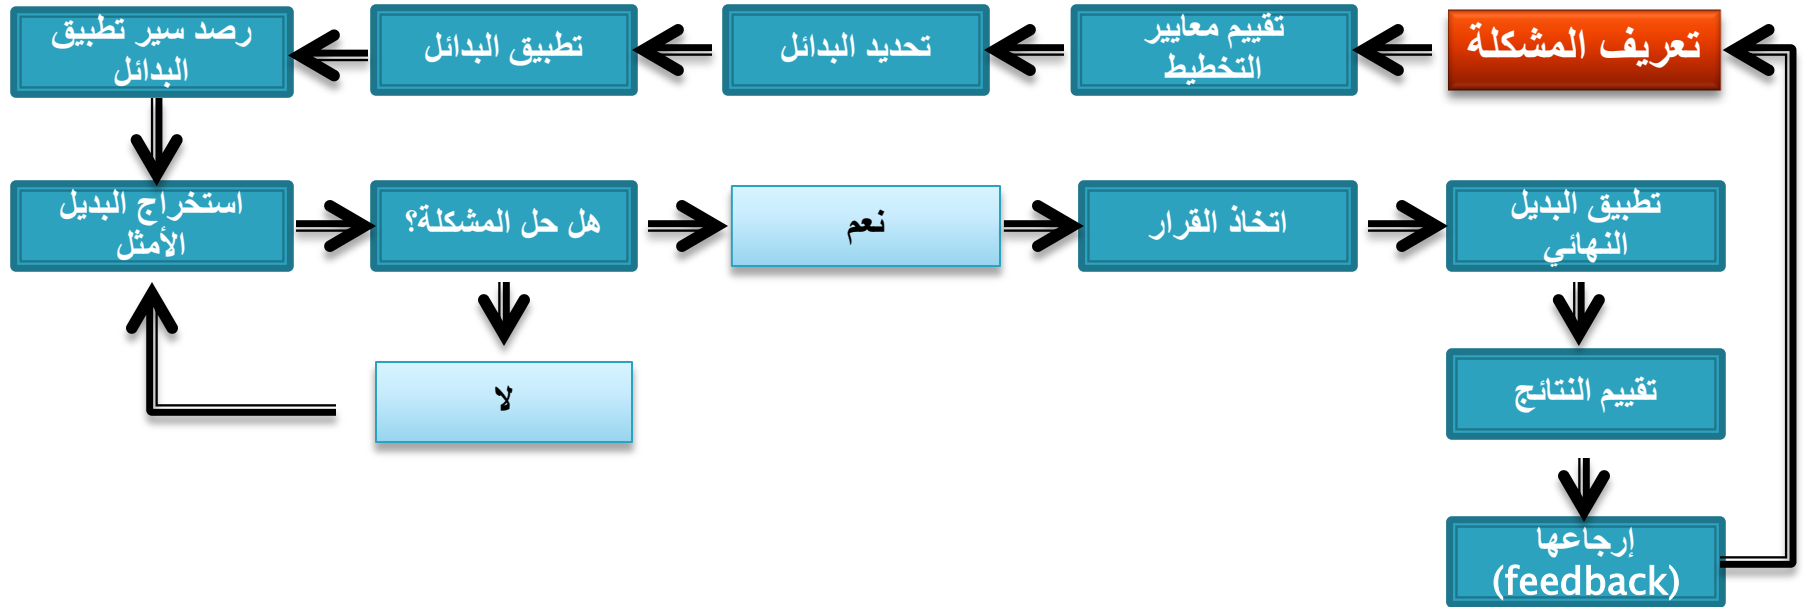 تعريف المشكلة
تقييم معايير
التخطيط
تحديد البدائل
تطبيق البدائل
رصد سير تطبيق
البدائل
استخراج البديل
الأمثل
هل حل المشكلة؟
نعم
اتخاذ القرار
تطبيق البديل
النهائي
لا
تقييم النتائج
إرجاعها
(feedback)